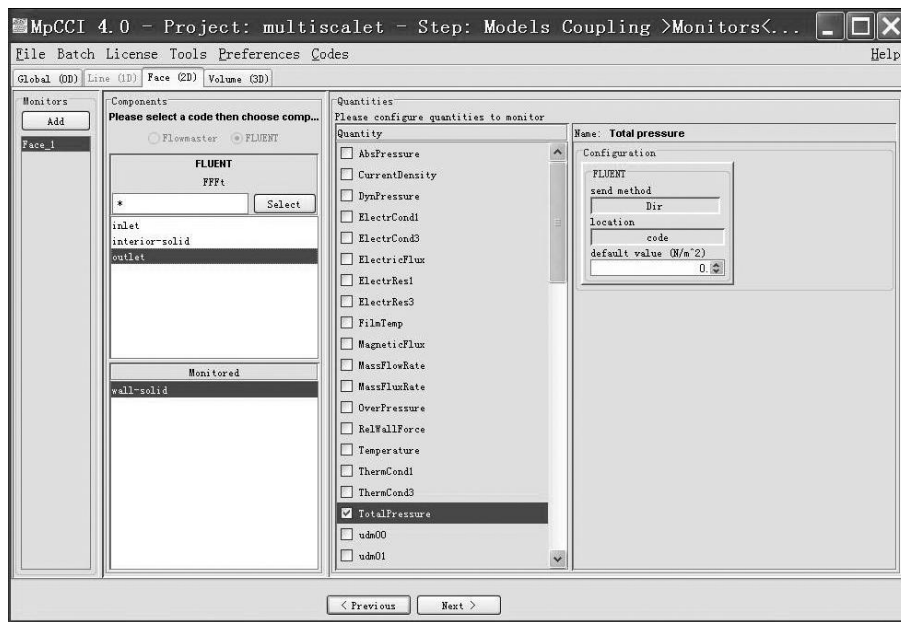 MpCCI 4.0 - Project: multiscalet - Step: Models Coupling >Monitors<...
File Batch License Tools Preferences Codes Help
Global (0D) Line (1D) Face (2D) Volume (3D)
Monitors
Add
Face_1
Components
Please select a code then choose comp...
Flowmaster FLUENT
FLUENT
FFFt
* Select
inlet
interior-solid
outlet
Monitored
wall-solid
Quantities
Please configure quantities to monitor
Quantity
AbsPressure
CurrentDensity
DynPressure
ElectrCond1
ElectrCond3
ElectricFlux
ElectrRes1
ElectrRes3
FilmTemp
MagneticFlux
MassFlowRate
MassFluxRate
OverPressure
RelWallForce
Temperature
ThermCond1
ThermCond3
TotalPressure
udm00
udm01
Name: Total pressure
Configuration
FLUENT
send method
Dir
location
code
default value (N/m^2)
0.
< Previous Next >